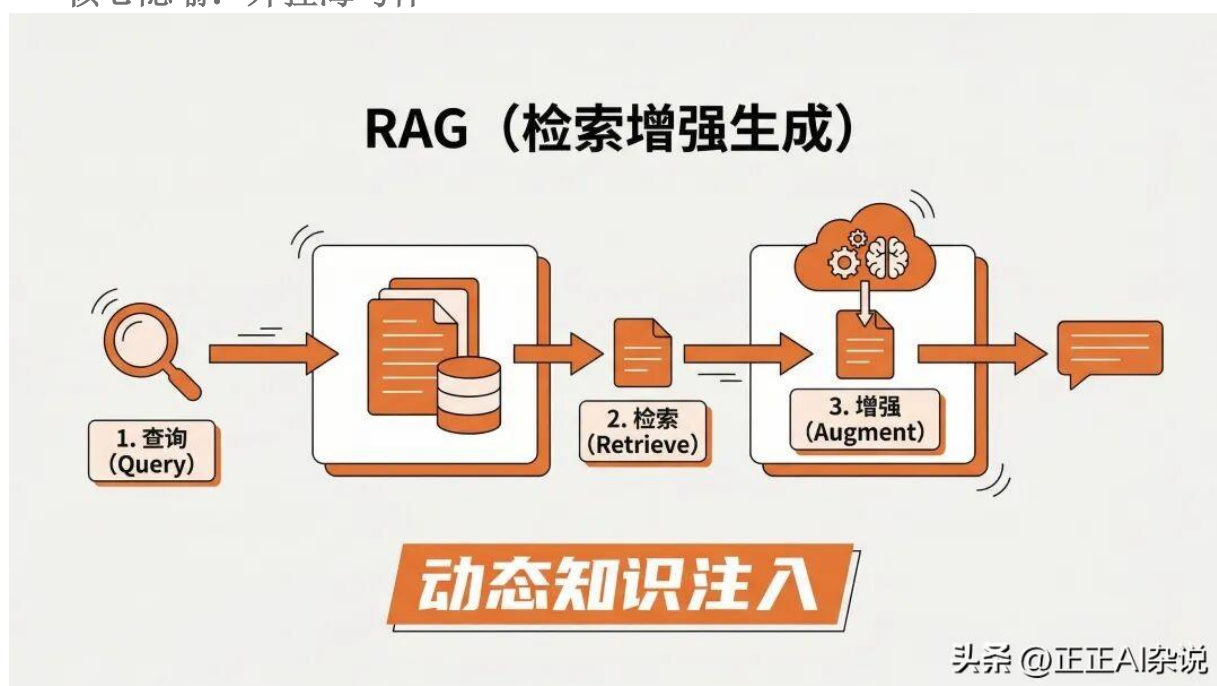 RAG（检索增强生成）
1. 查询
（Query）
2. 检索
（Retrieve）
3. 增强
（Augment）
动态知识注入
头条 @正正AI杂说